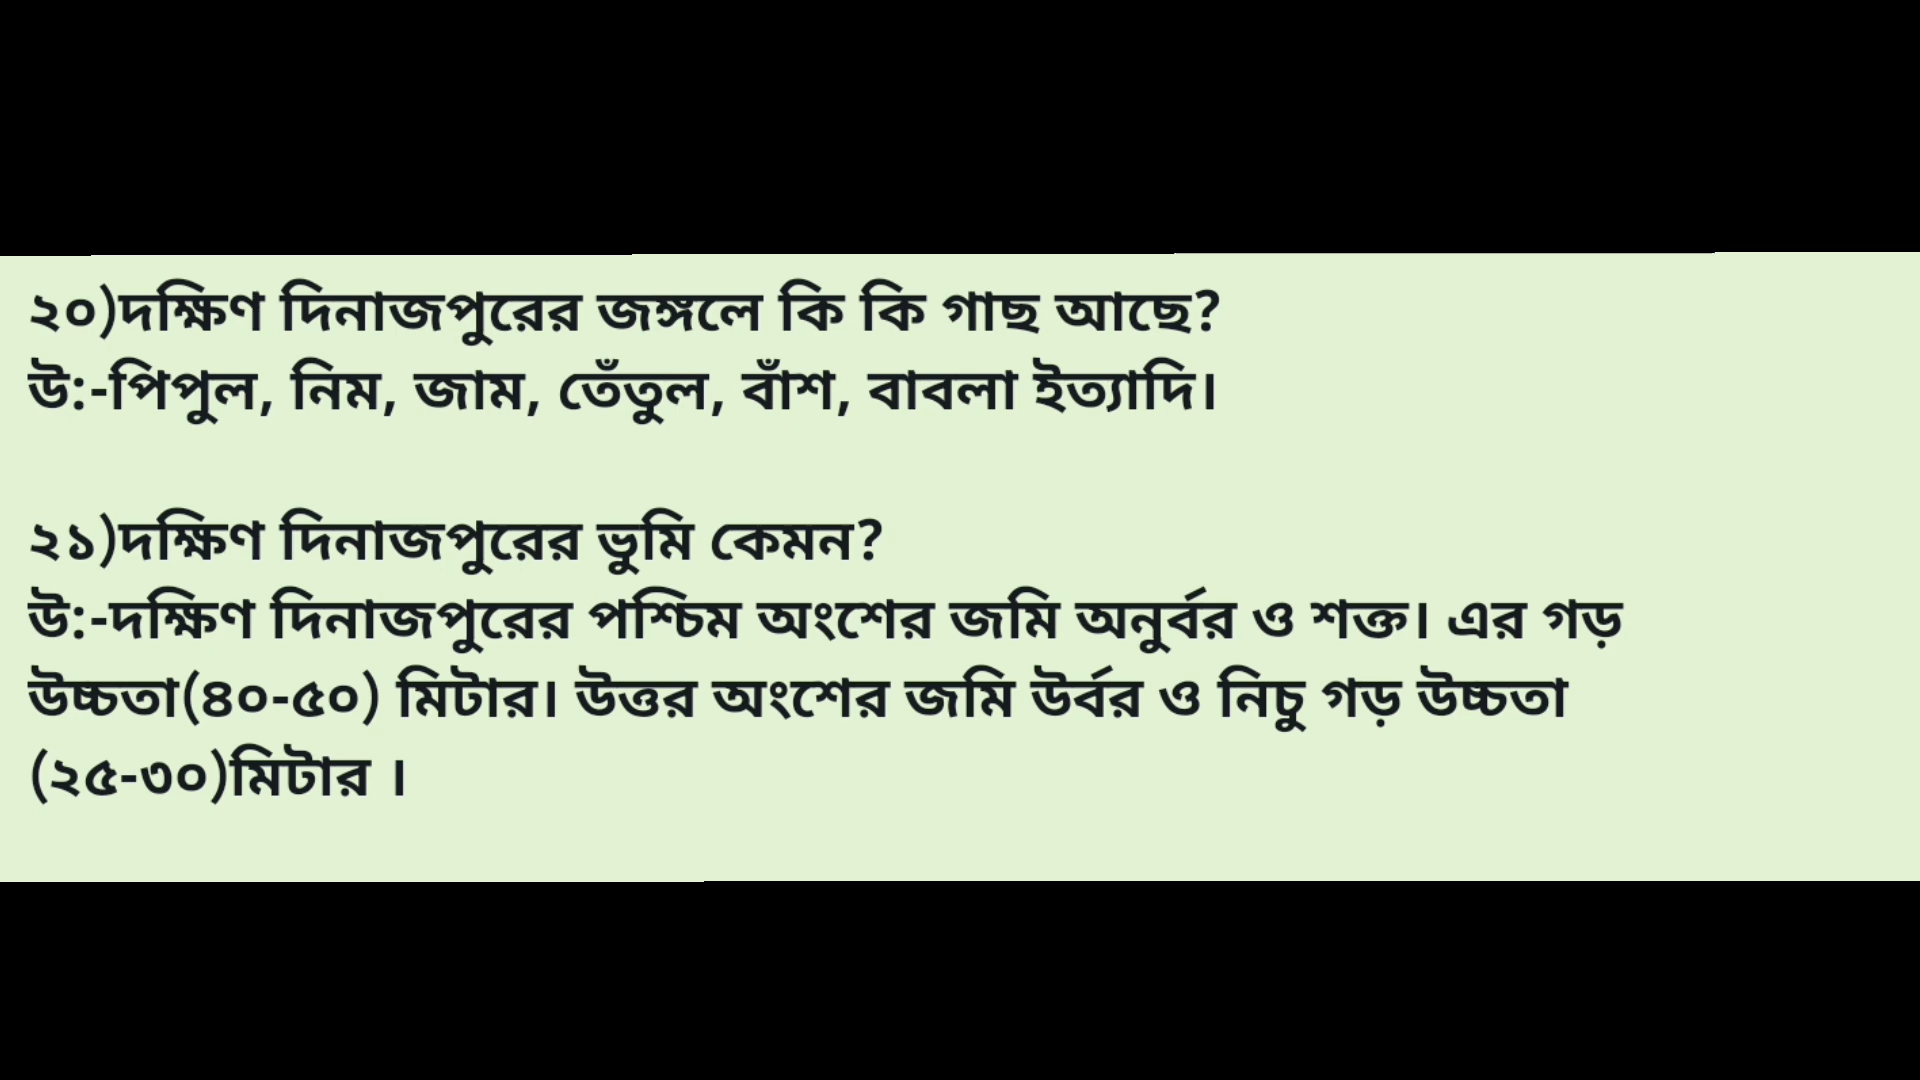 ২০)দক্ষিণ দিনাজপুরের জঙ্গলে কি কি গাছ আছে?
উ:-পিপুল, নিম, জাম, তেঁতুল, বাঁশ, বাবলা ইত্যাদি।
২১)দক্ষিণ দিনাজপুরের ভুমি কেমন?
উ:-দক্ষিণ দিনাজপুরের পশ্চিম অংশের জমি অনুর্বর ও শক্ত। এর গড়
উচ্চতা(৪০-৫০) মিটার। উত্তর অংশের জমি উর্বর ও নিচু গড় উচ্চতা
(২৫-৩০)মিটার ।